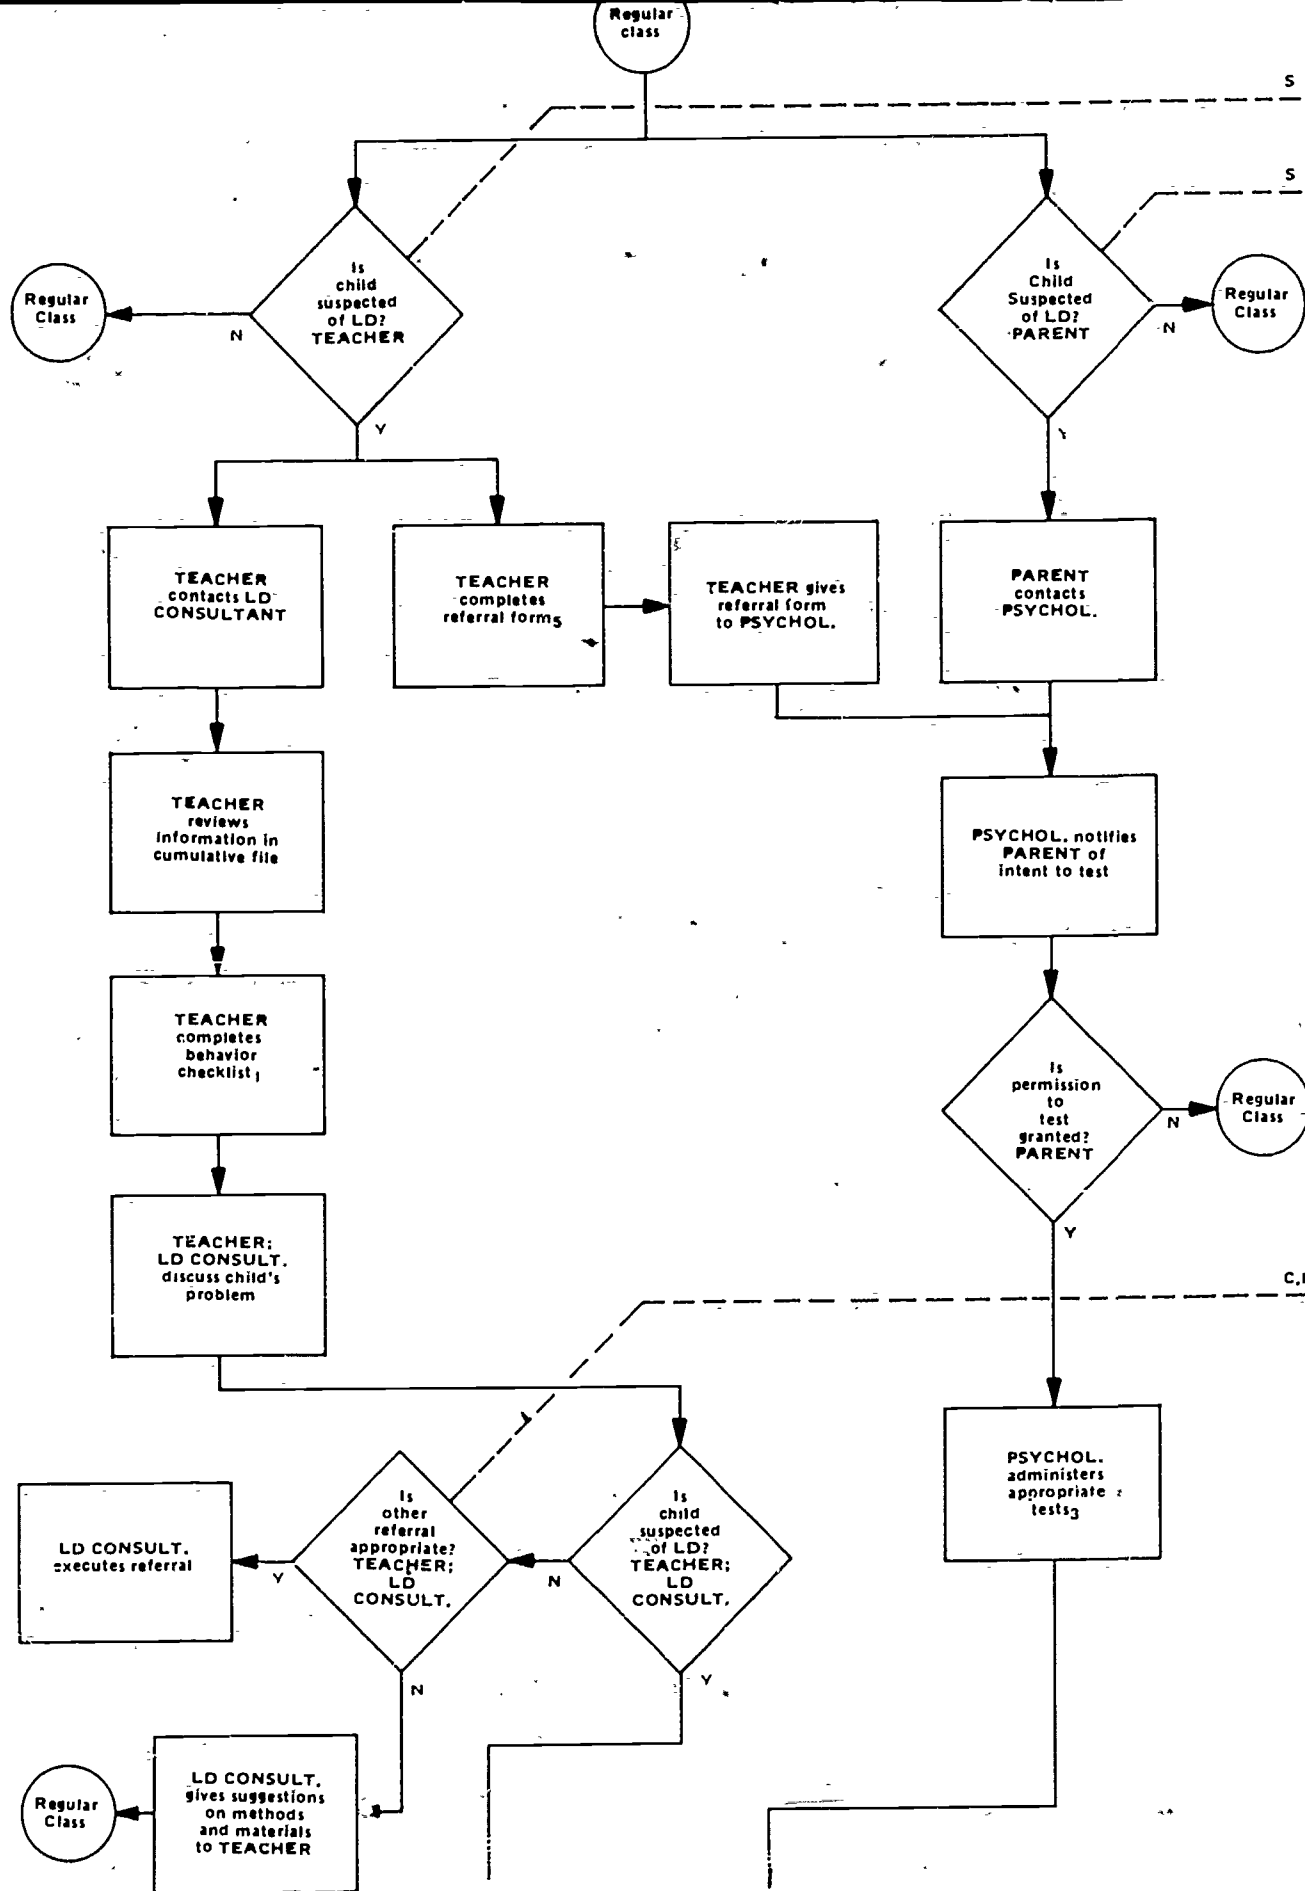 Regular
class
S
S
Is
child
suspected
of LD?
TEACHER
Regular
Class
N
Y
Is
Child
Suspected
of LD?
PARENT
N
Regular
Class
Y
TEACHER
contacts LD
CONSULTANT
TEACHER
completes
referral form5
TEACHER gives
referral form
to PSYCHOL.
PARENT
contacts
PSYCHOL.
TEACHER
reviews
information in
cumulative file
PSYCHOL. notifies
PARENT of
intent to test
TEACHER
completes
behavior
checklist1
Is
permission
to
test
granted?
PARENT
N
Regular
Class
Y
TEACHER;
LD CONSULT.
discuss child's
problem
LD CONSULT.
executes referral
Y
Is
other
referral
appropriate?
TEACHER;
LD
CONSULT.
N
N
Is
child
suspected
of LD?
TEACHER;
LD
CONSULT.
Y
PSYCHOL.
administers
appropriate
tests3
Regular
Class
LD CONSULT.
gives suggestions
on methods
and materials
to TEACHER